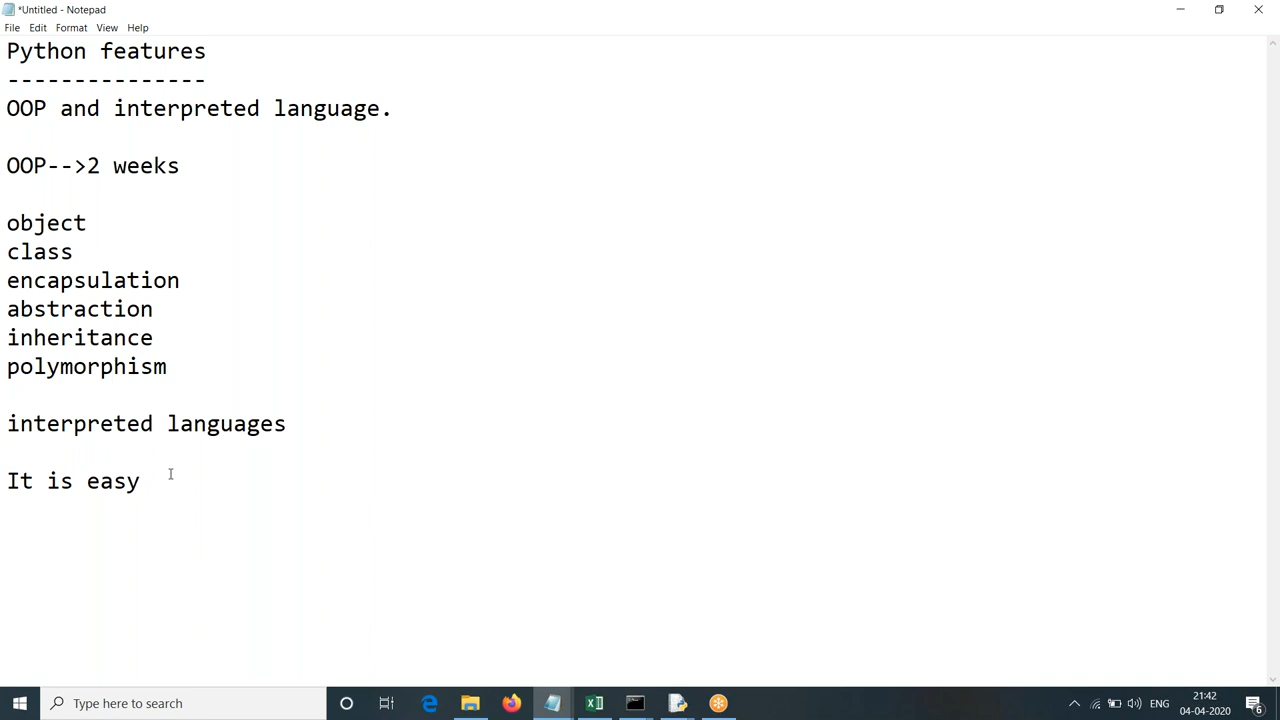 *Untitled - Notepad
File Edit Format View Help
Python features
---------------
OOP and interpreted language.
OOP-->2 weeks
object
class
encapsulation
abstraction
inheritance
polymorphism
interpreted languages
It is easy
Type here to search
ENG
21:42
04-04-2020
6